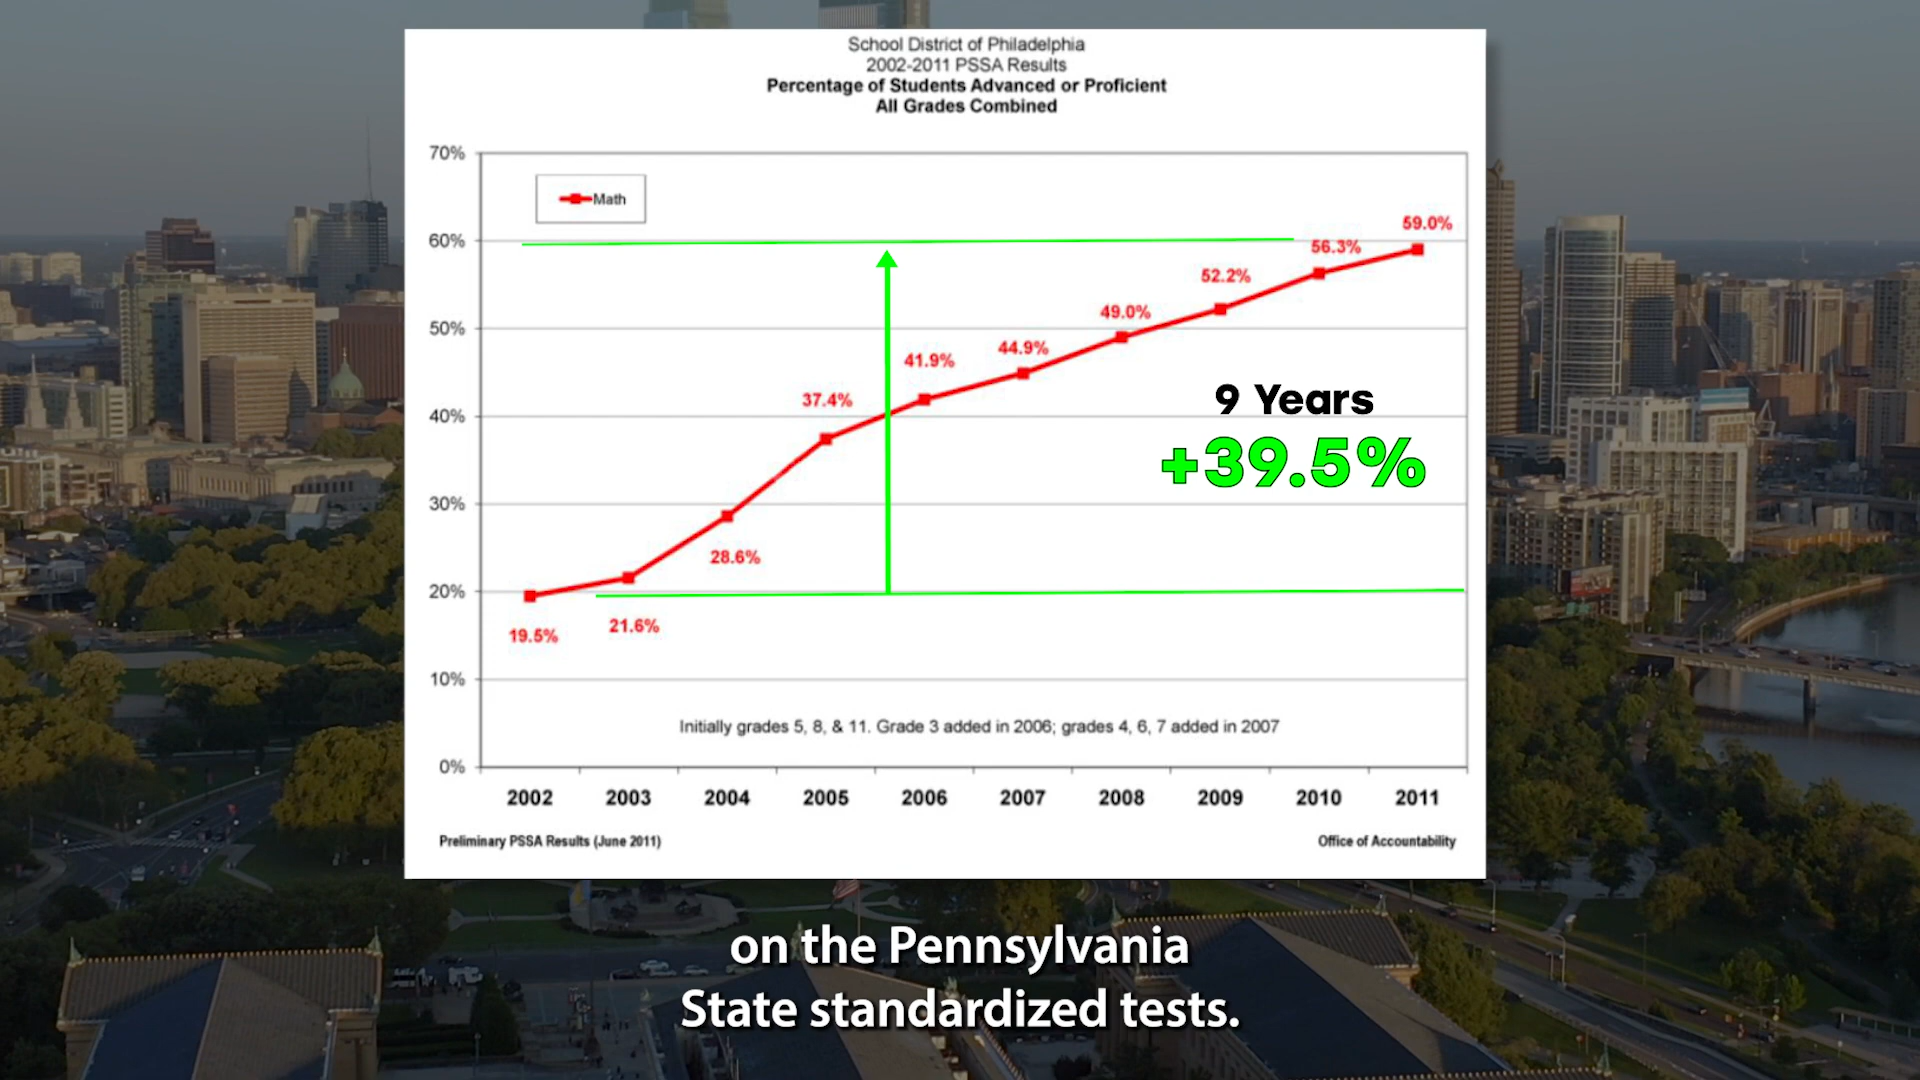 School District of Philadelphia
2002-2011 PSSA Results
Percentage of Students Advanced or Proficient
All Grades Combined
70%
Math
60%
50%
40%
30%
20%
10%
0%
19.5%
21.6%
28.6%
37.4%
41.9%
44.9%
49.0%
52.2%
56.3%
59.0%
9 Years
+39.5%
Initially grades 5, 8, & 11. Grade 3 added in 2006; grades 4, 6, 7 added in 2007
2002 2003 2004 2005 2006 2007 2008 2009 2010 2011
Preliminary PSSA Results (June 2011)
Office of Accountability
on the Pennsylvania
State standardized tests.